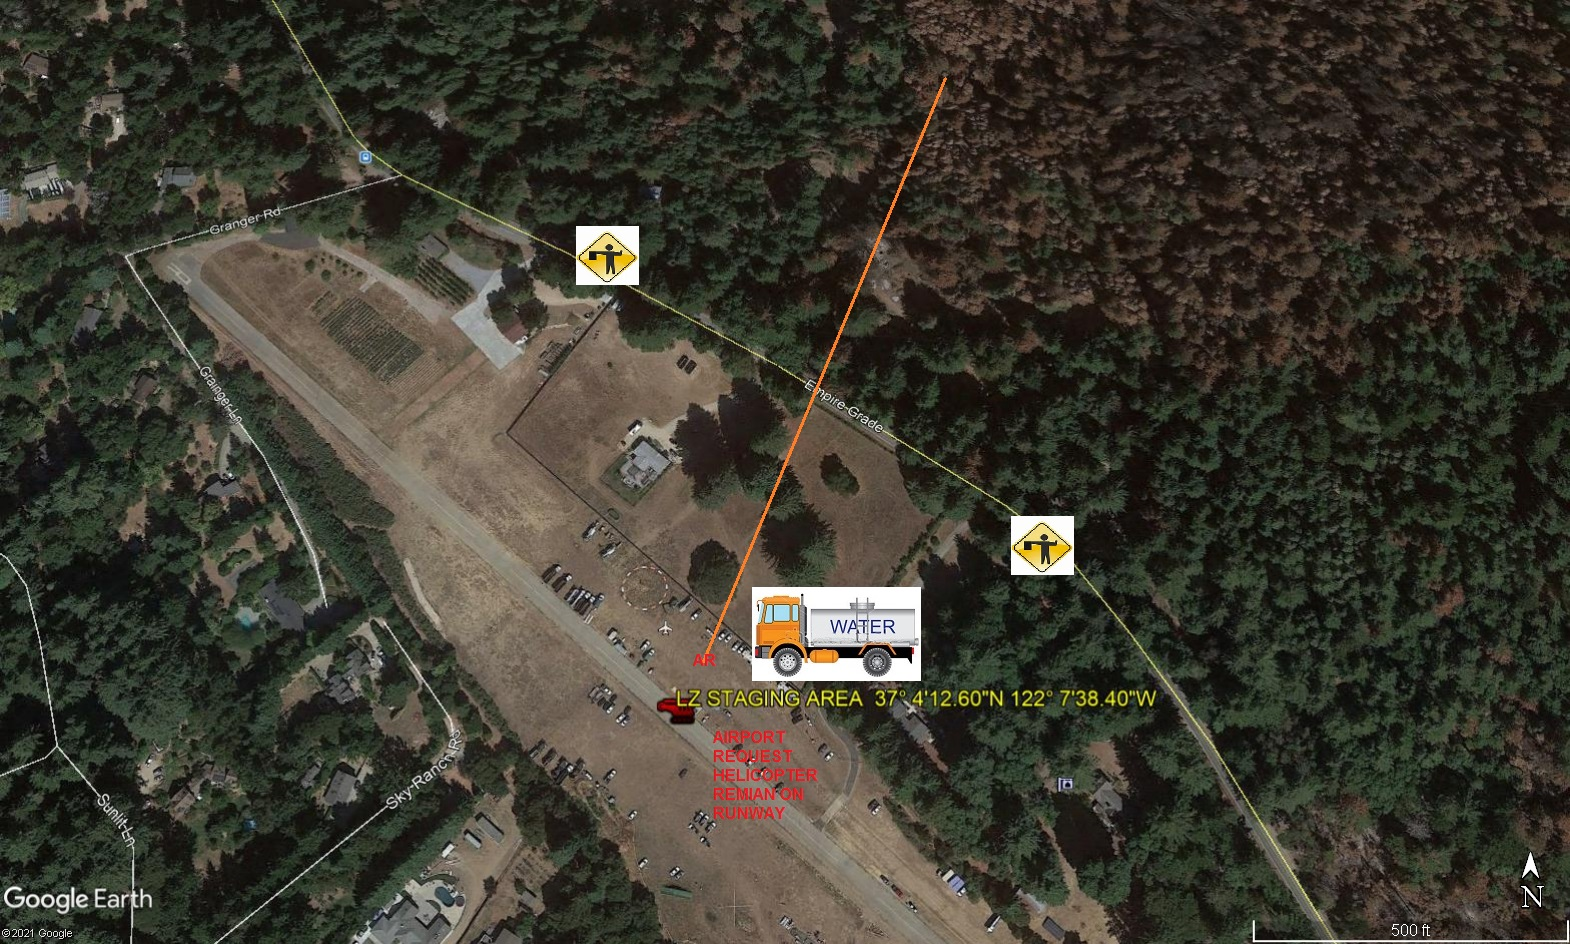 Granger Rd
Grainger Ln
Empire Grade
WATER
AR
LZ STAGING AREA 37° 4'12.60"N 122° 7'38.40"W
AIRPORT
REQUEST
HELICOPTER
REMIAN ON
RUNWAY
Sky Ranch Rd
Sunlit Ln
Google Earth
©2021 Google
N
500 ft